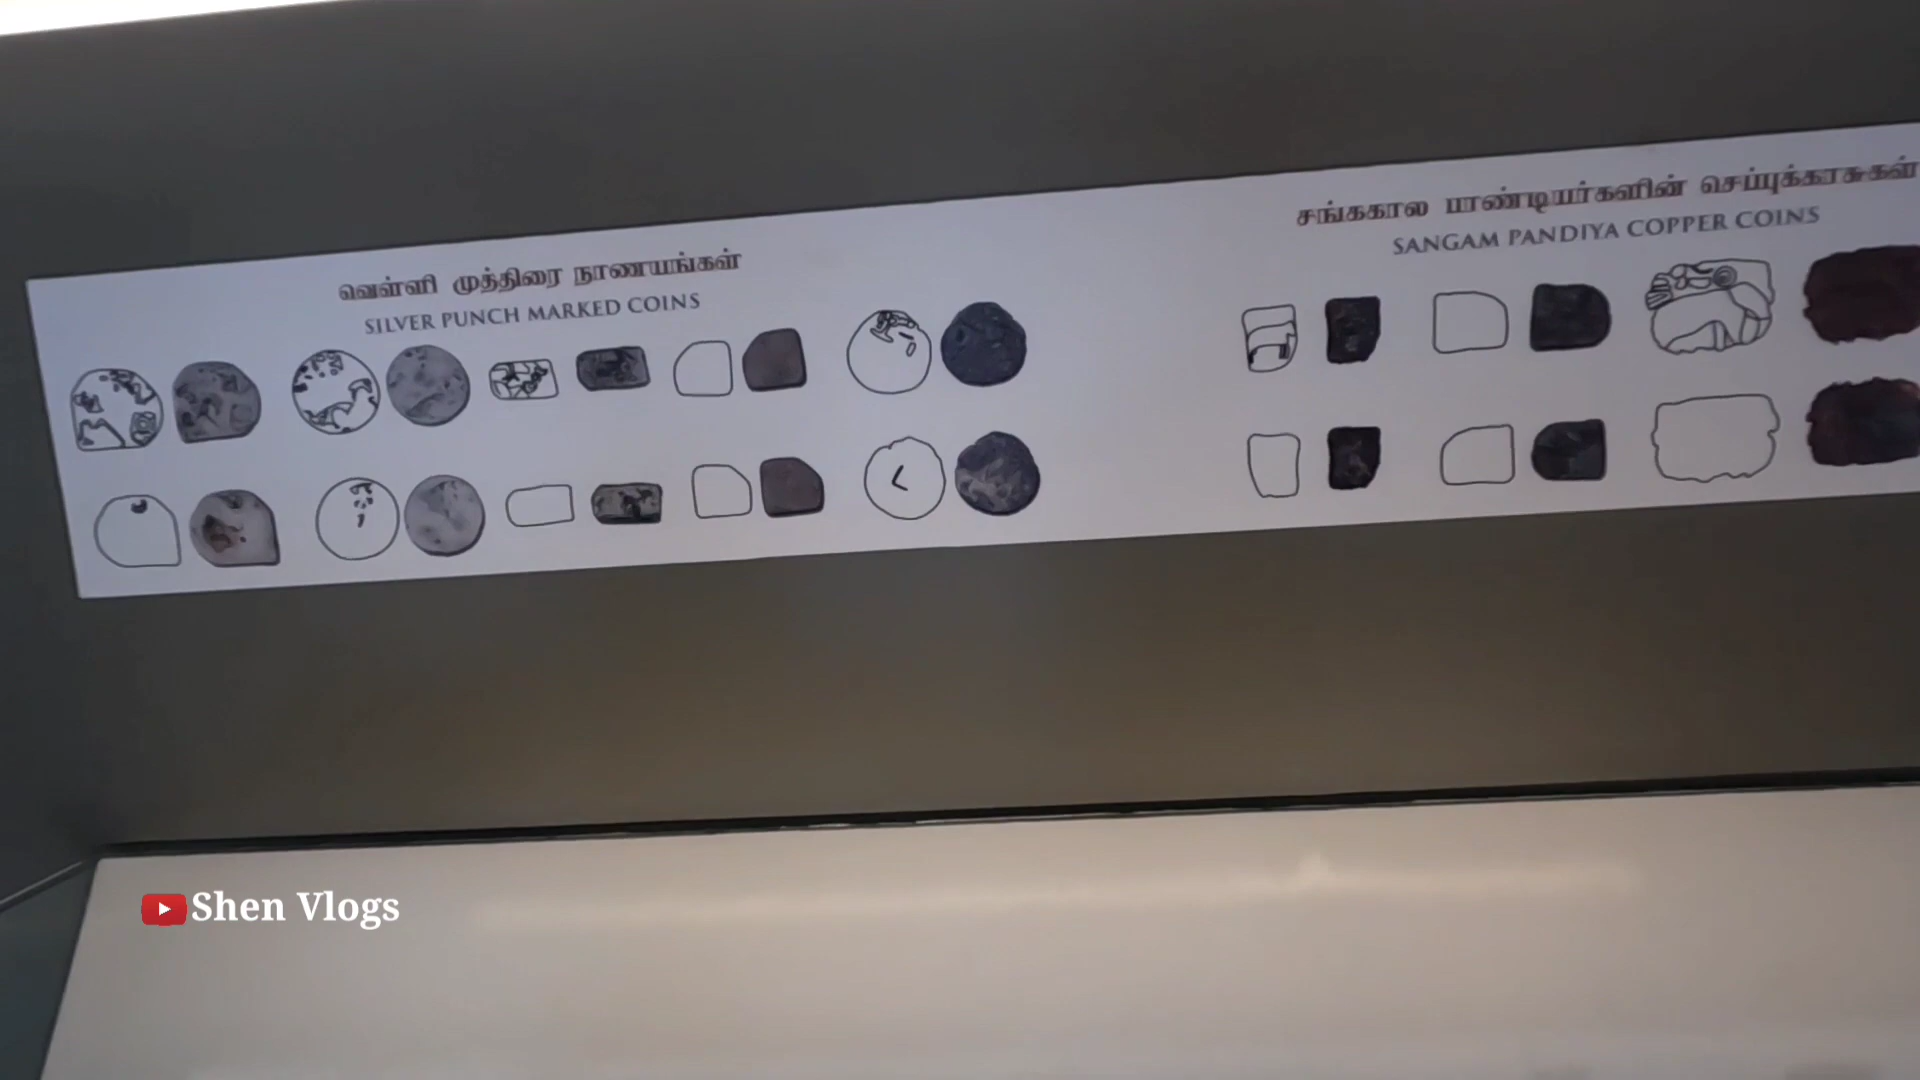 வெள்ளி முத்திரை நாணயங்கள்
SILVER PUNCH MARKED COINS
சங்ககால பாண்டியர்களின் செப்புக்காசுகள்
SANGAM PANDIYA COPPER COINS
Shen Vlogs